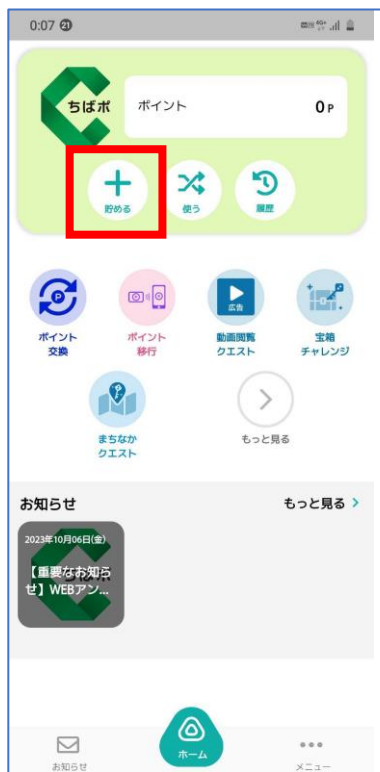 0:07 21
ちばポ
ポイント 0 P
貯める 使う 履歴
P
広告
ポイント
交換
ポイント
移行
動画閲覧
クエスト
宝箱
チャレンジ
まちなか
クエスト
もっと見る
お知らせ もっと見る
2023年10月06日(金)
【重要なお知ら
せ】WEBアン...
お知らせ
ホーム
メニュー